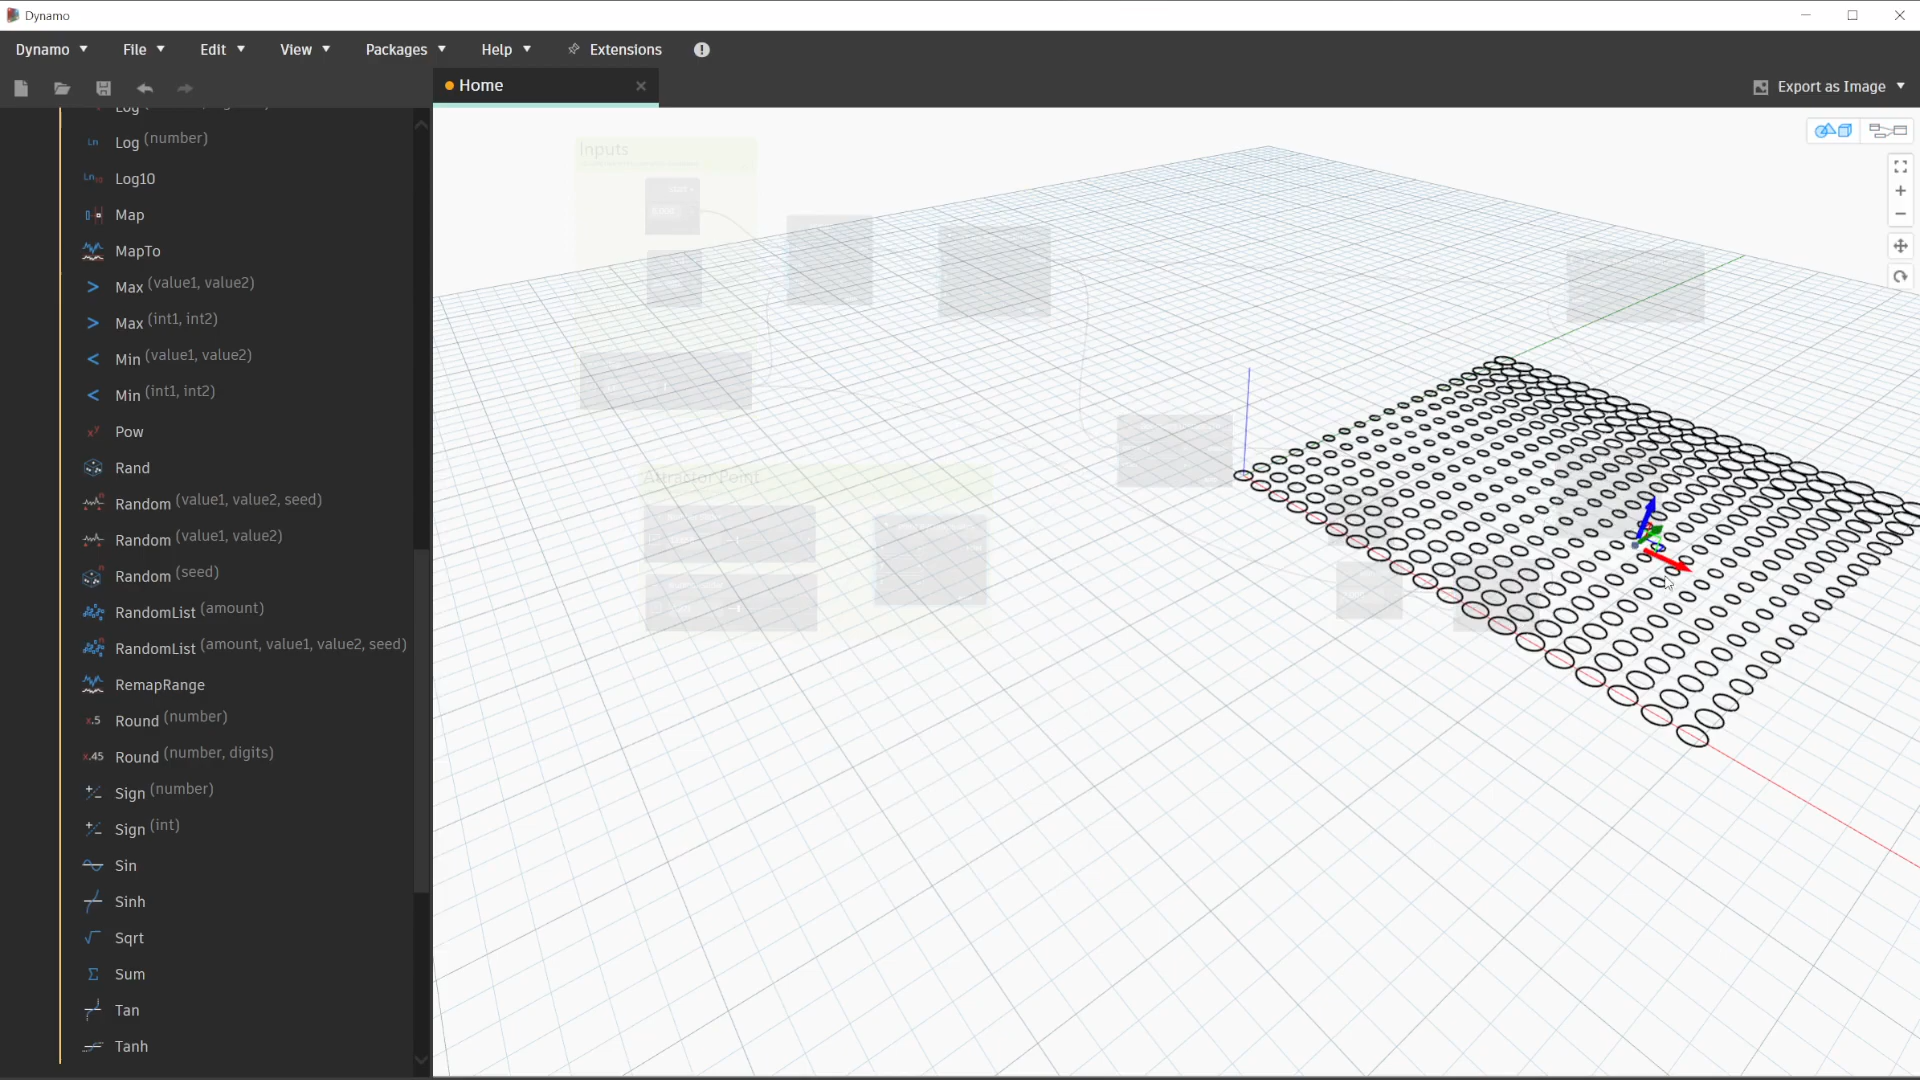 Dynamo
Dynamo File Edit View Packages Help Extensions
Home
Export as Image
Log (number)
Log10
Map
MapTo
Max (value1, value2)
Max (int1, int2)
Min (value1, value2)
Min (int1, int2)
Pow
Rand
Random (value1, value2, seed)
Random (value1, value2)
Random (seed)
RandomList (amount)
RandomList (amount, value1, value2, seed)
RemapRange
Round (number)
Round (number, digits)
Sign (number)
Sign (int)
Sin
Sinh
Sqrt
Sum
Tan
Tanh
Inputs
Attractor Point